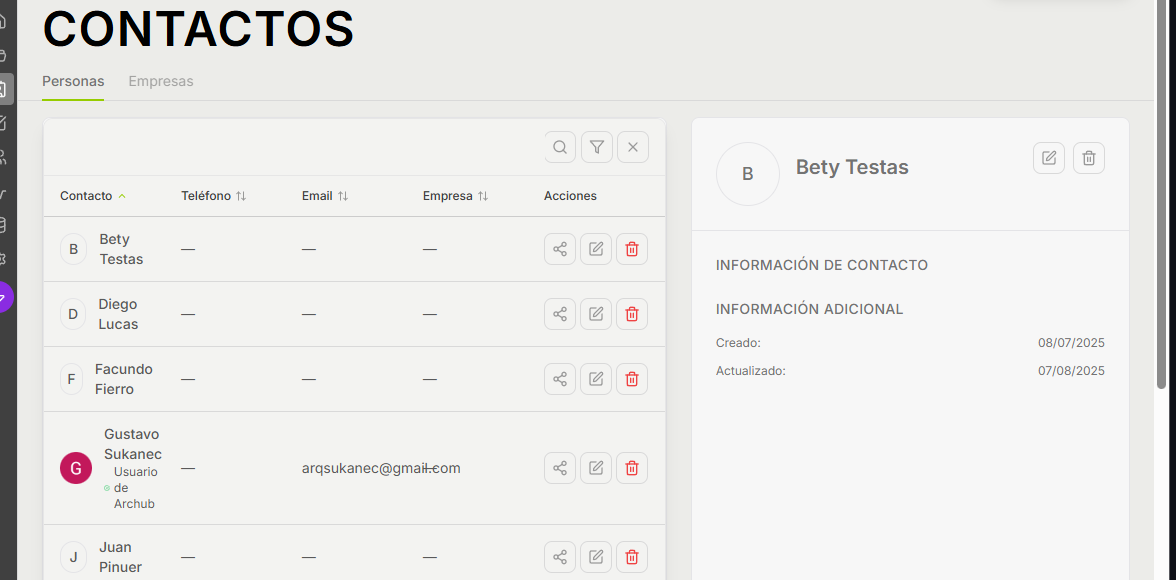 CONTACTOS
Personas Empresas
Contacto Teléfono Email Empresa Acciones
B Bety
Testas
— — —
D Diego
Lucas
— — —
F Facundo
Fierro
— — —
G Gustavo
Sukanec
Usuario
de
Archub
— arqsukanec@gmail.com —
J Juan
Pinuer
— — —
B Bety Testas
INFORMACIÓN DE CONTACTO
INFORMACIÓN ADICIONAL
Creado: 08/07/2025
Actualizado: 07/08/2025